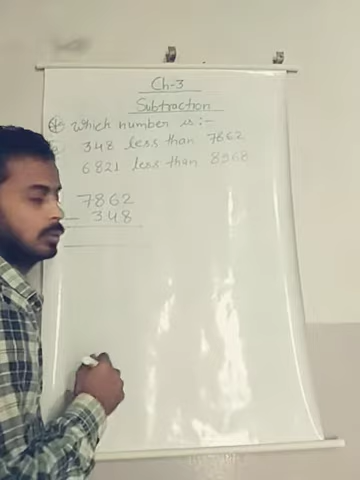 Ch-3
Subtraction
which number is :-
348 less than 7862
6821 less than 8968
7862
- 348